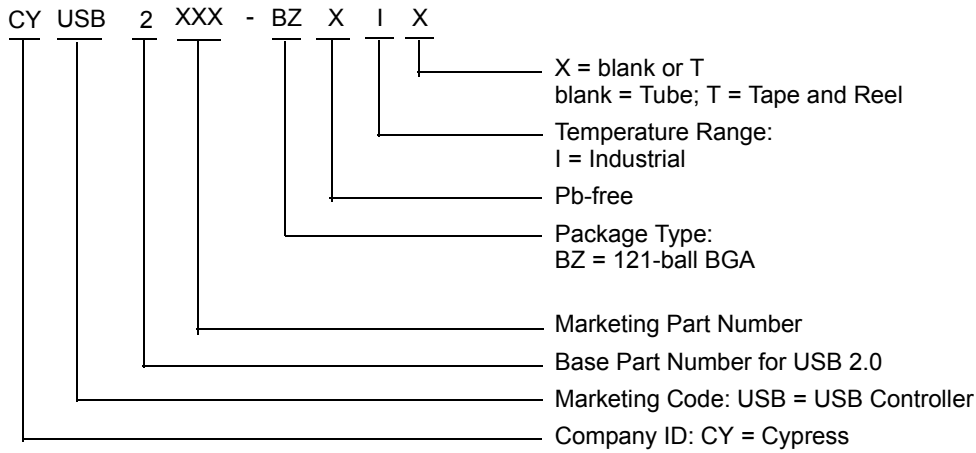 CY USB 2 XXX - BZ X I X
X = blank or T
blank = Tube; T = Tape and Reel
Temperature Range:
I = Industrial
Pb-free
Package Type:
BZ = 121-ball BGA
Marketing Part Number
Base Part Number for USB 2.0
Marketing Code: USB = USB Controller
Company ID: CY = Cypress